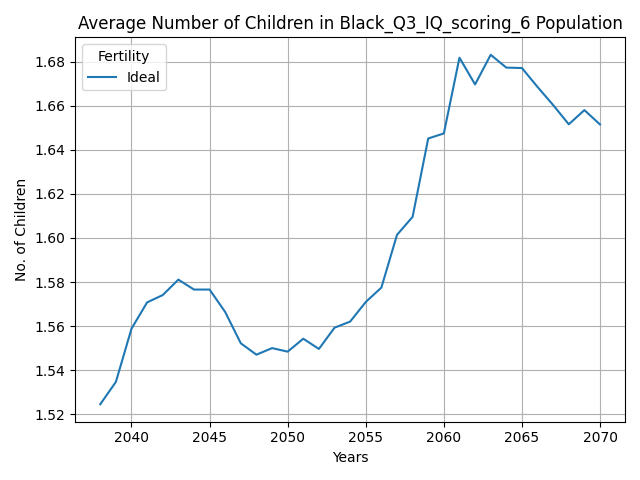 Average Number of Children in Black_Q3_IQ_scoring_6 Population
Fertility
Ideal
No. of Children
1.68
1.66
1.64
1.62
1.60
1.58
1.56
1.54
1.52
2040 2045 2050 2055 2060 2065 2070
Years